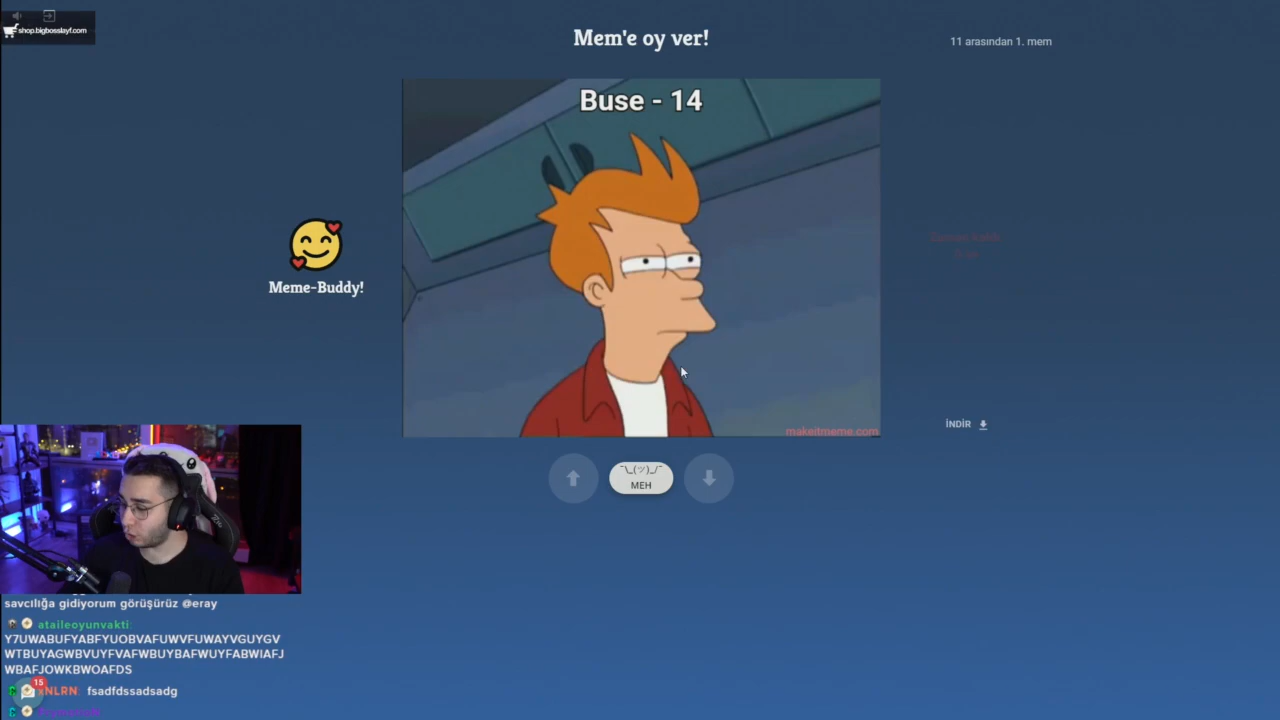 shop.bigbosslayf.com
Mem'e oy ver!
11 arasından 1. mem
Buse - 14
Meme-Buddy!
makeitmeme.com
İNDİR
¯\_(ツ)_/¯
MEH
savcılığa gidiyorum görüşürüz @eray
ataileoyunvakti:
Y7UWABUFYABFYUOBVAFUWVFUWAYVGUYGV
WTBUYAGWBVUYFVAFWBUYBAFWUYFABWIAFJ
WBAFJOWKBWOAFDS
15
NLRN: fsadfdssadsadg